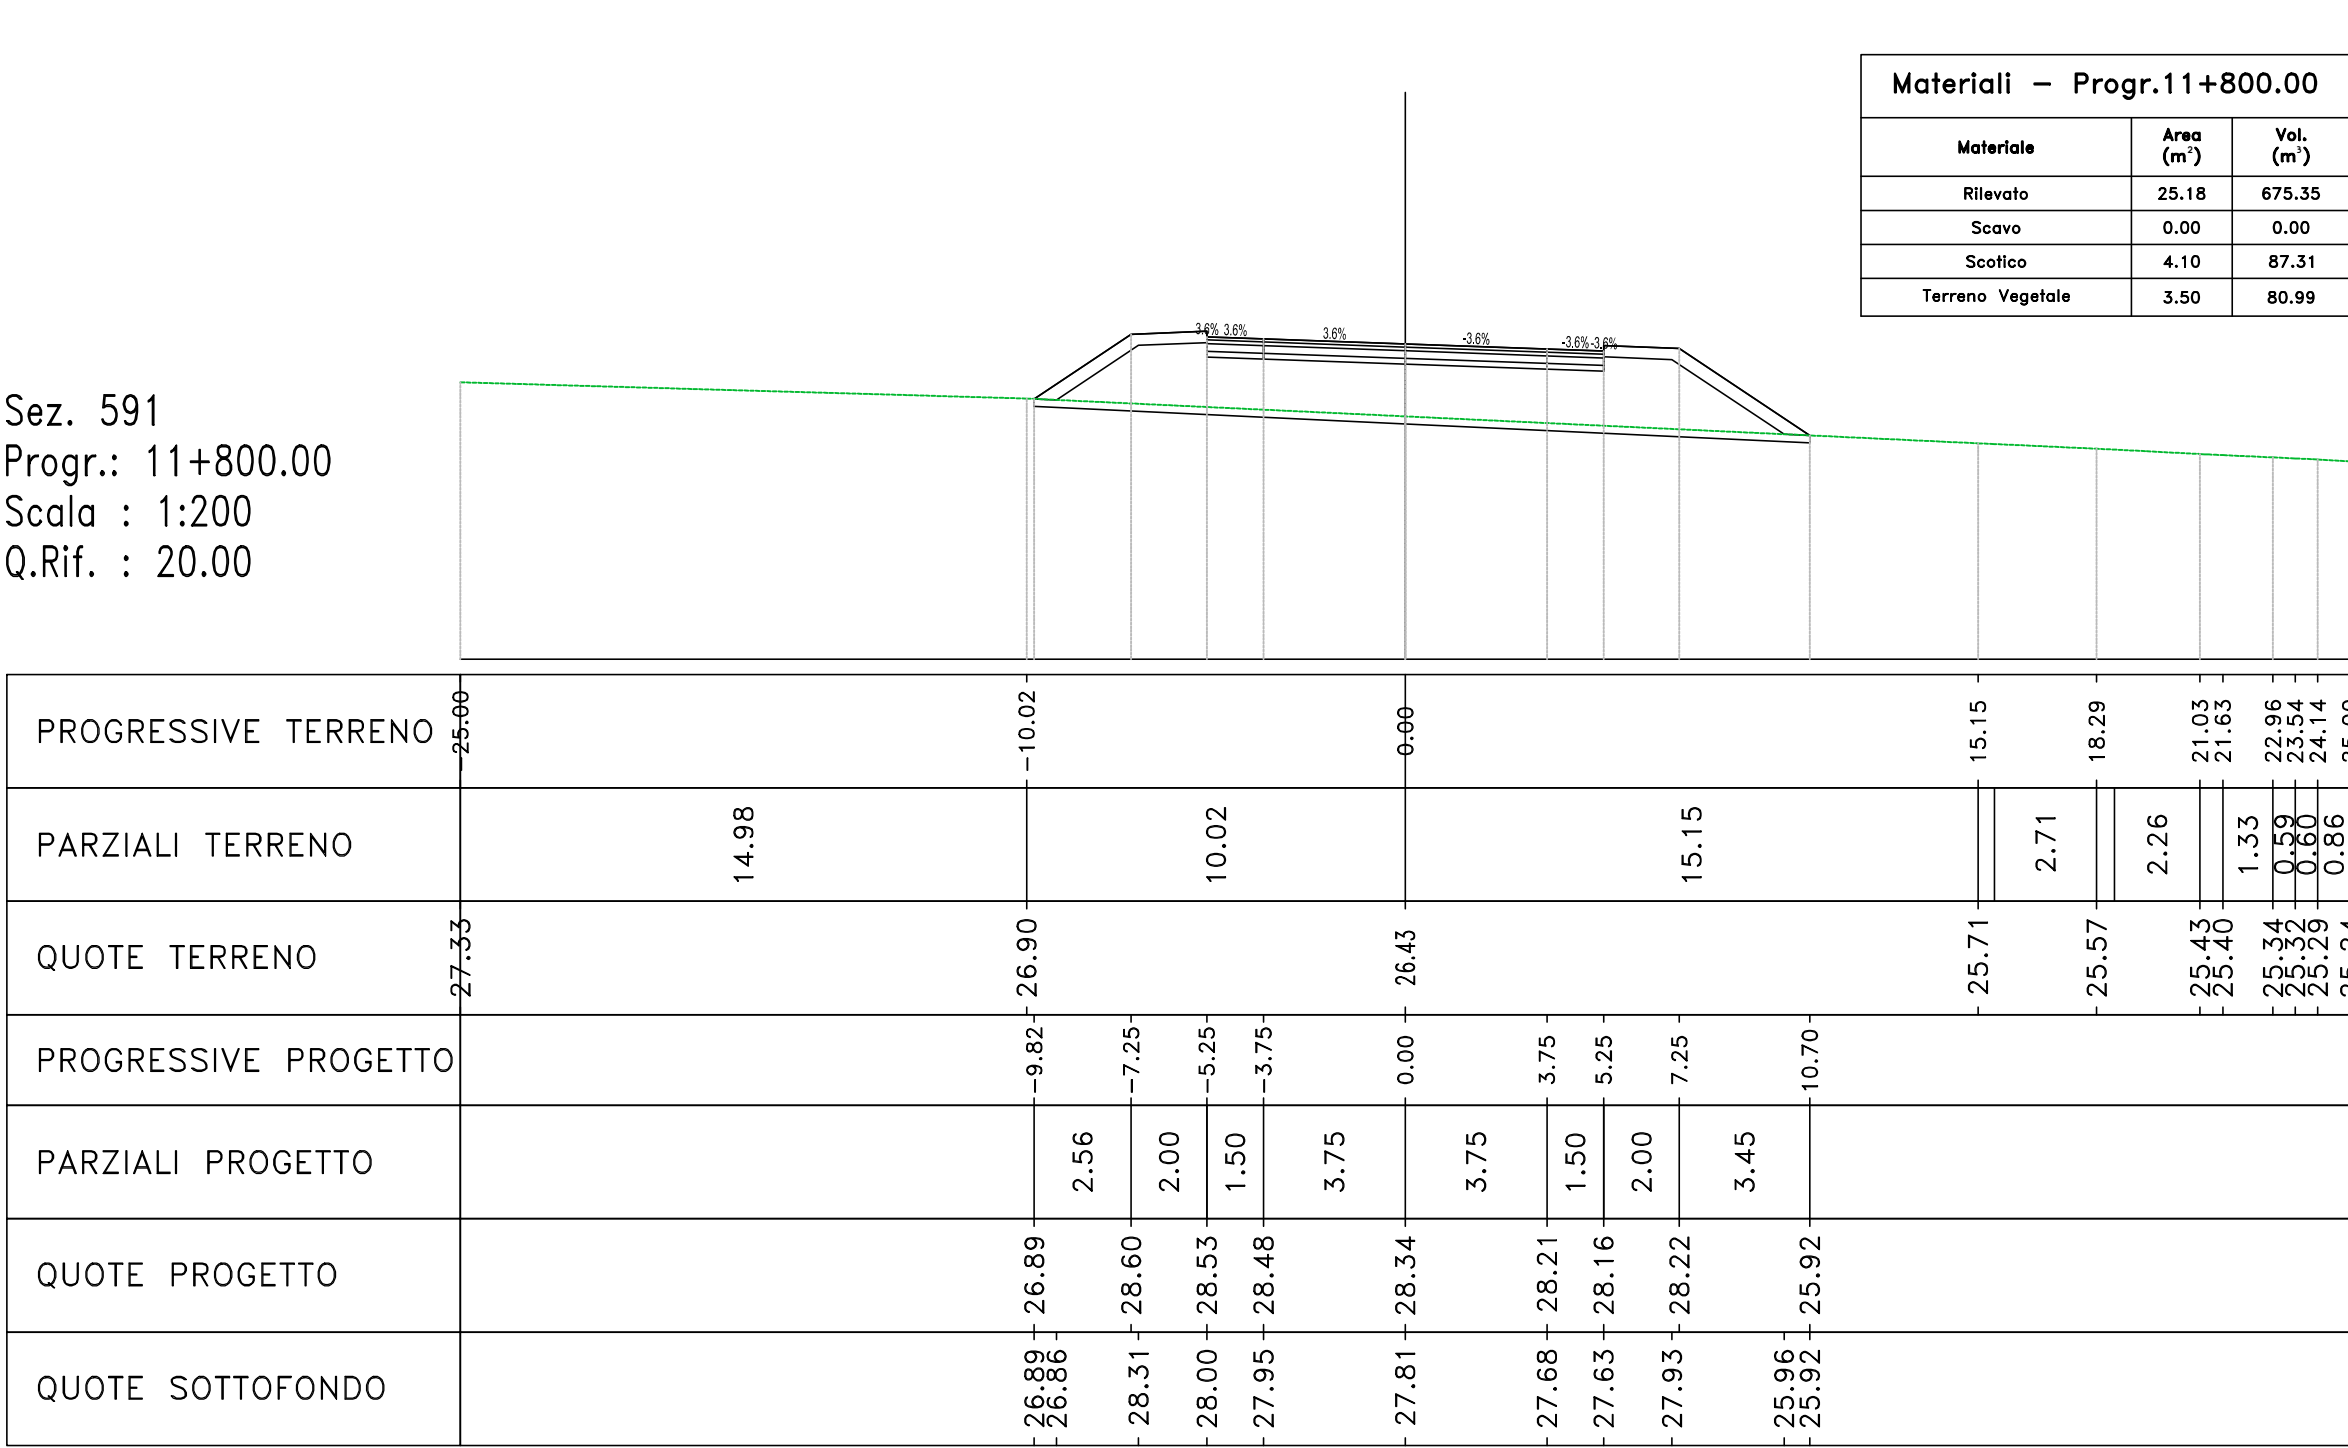 Materiali – Progr.11+800.00
Materiale Area (m²) Vol. (m³)
Rilevato 25.18 675.35
Scavo 0.00 0.00
Scotico 4.10 87.31
Terreno Vegetale 3.50 80.99
3.6% 3.6% 3.6% -3.6% -3.6% -3.6%
Sez. 591
Progr.: 11+800.00
Scala : 1:200
Q.Rif. : 20.00
PROGRESSIVE TERRENO -25.00 -10.02 0.00 15.15 18.29 21.03 21.63 22.96 23.54 24.14
PARZIALI TERRENO 14.98 10.02 15.15 2.71 2.26 1.33 0.59 0.60 0.86
QUOTE TERRENO 27.33 26.90 26.43 25.71 25.57 25.43 25.40 25.34 25.32 25.29
PROGRESSIVE PROGETTO -9.82 -7.25 -5.25 -3.75 0.00 3.75 5.25 7.25 10.70
PARZIALI PROGETTO 2.56 2.00 1.50 3.75 3.75 1.50 2.00 3.45
QUOTE PROGETTO 26.89 28.60 28.53 28.48 28.34 28.21 28.16 28.22 25.92
QUOTE SOTTOFONDO 26.89 26.86 28.31 28.00 27.95 27.81 27.68 27.63 27.93 25.96 25.92